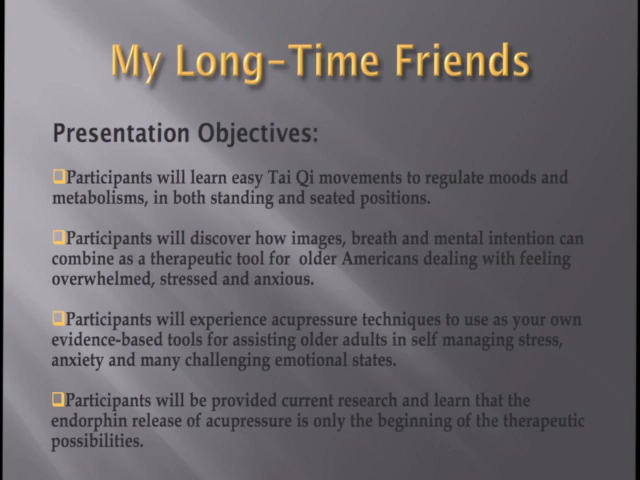 My Long-Time Friends
Presentation Objectives:
Participants will learn easy Tai Qi movements to regulate moods and
metabolisms, in both standing and seated positions.
Participants will discover how images, breath and mental intention can
combine as a therapeutic tool for older Americans dealing with feeling
overwhelmed, stressed and anxious.
Participants will experience acupressure techniques to use as your own
evidence-based tools for assisting older adults in self managing stress,
anxiety and many challenging emotional states.
Participants will be provided current research and learn that the
endorphin release of acupressure is only the beginning of the therapeutic
possibilities.